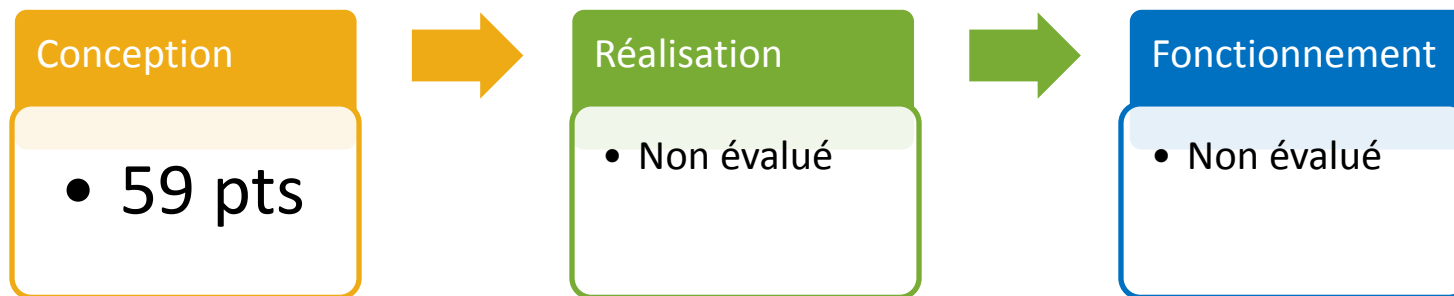 Conception
• 59 pts
Réalisation
• Non évalué
Fonctionnement
• Non évalué